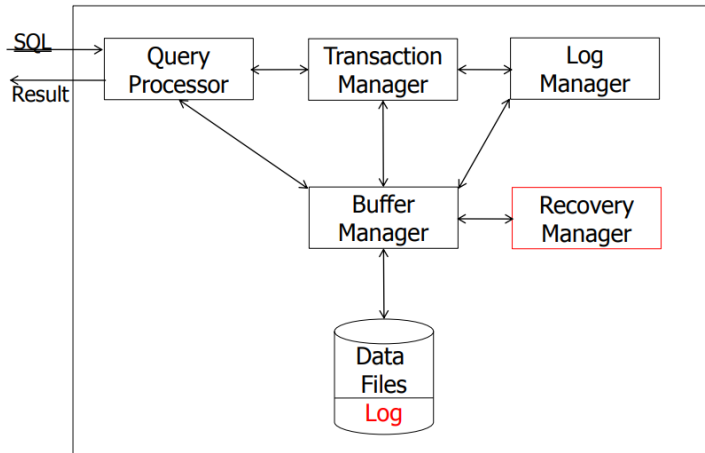 SQL
Result
Query
Processor
Transaction
Manager
Log
Manager
Buffer
Manager
Recovery
Manager
Data
Files
Log